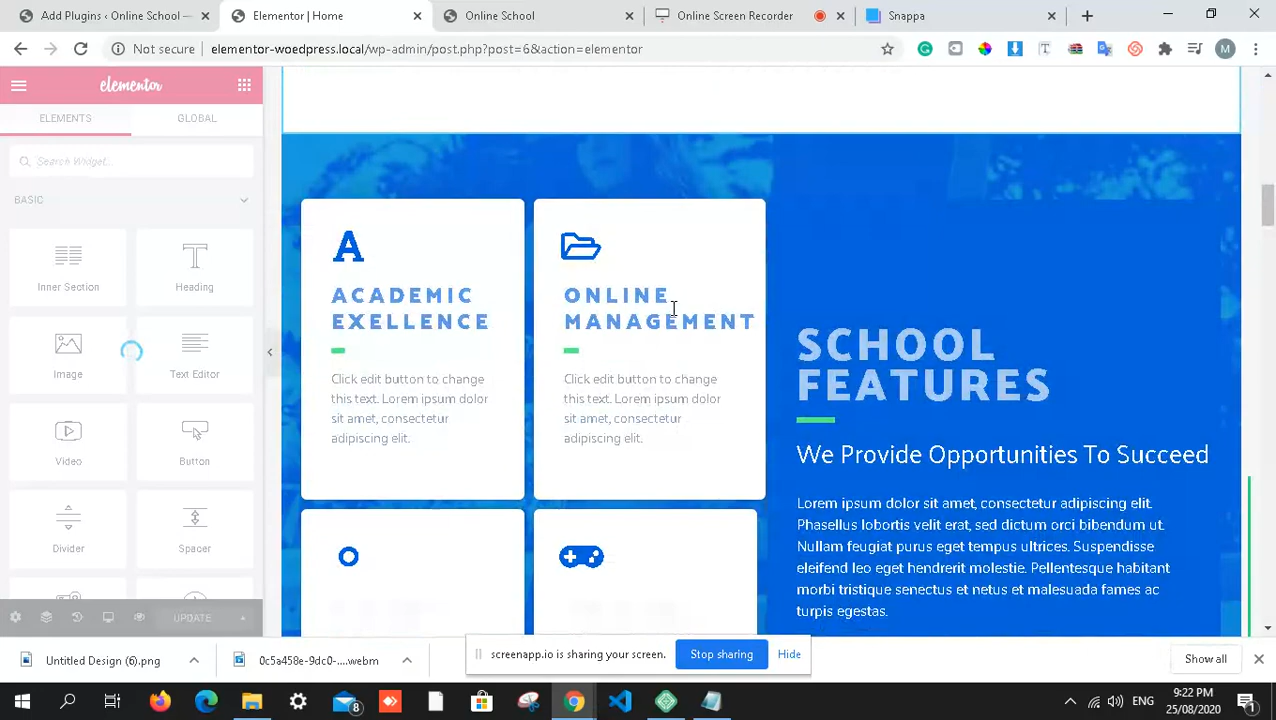 Add Plugins ‹ Online School —
Elementor | Home
Online School
Online Screen Recorder
Snappa
Not secure
elementor-woedpress.local/wp-admin/post.php?post=6&action=elementor
M
elementor
ELEMENTS
GLOBAL
Search Widget...
BASIC
Inner Section
Heading
Image
Text Editor
Video
Button
Divider
Spacer
UPDATE
A
ACADEMIC
EXELLENCE
Click edit button to change
this text. Lorem ipsum dolor
sit amet, consectetur
adipiscing elit.
ONLINE
MANAGEMENT
Click edit button to change
this text. Lorem ipsum dolor
sit amet, consectetur
adipiscing elit.
SCHOOL
FEATURES
We Provide Opportunities To Succeed
Lorem ipsum dolor sit amet, consectetur adipiscing elit.
Phasellus lobortis velit erat, sed dictum orci bibendum ut.
Nullam feugiat purus eget tempus ultrices. Suspendisse
eleifend leo eget hendrerit molestie. Pellentesque habitant
morbi tristique senectus et netus et malesuada fames ac
turpis egestas.
screenapp.io is sharing your screen.
Stop sharing
Hide
Untitled Design (6).png
0c5a458e-9dc0-....webm
Show all
8
ENG
9:22 PM
25/08/2020
1